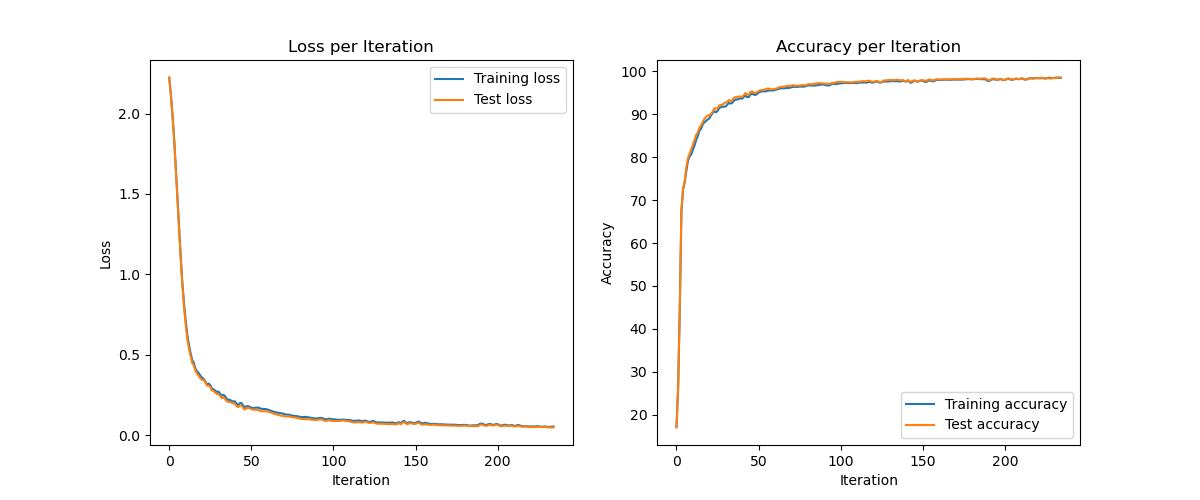 Loss per Iteration
Training loss
Test loss
2.0
1.5
1.0
0.5
0.0
Loss
0 50 100 150 200
Iteration
Accuracy per Iteration
100
90
80
70
60
50
40
30
20
Accuracy
Training accuracy
Test accuracy
0 50 100 150 200
Iteration